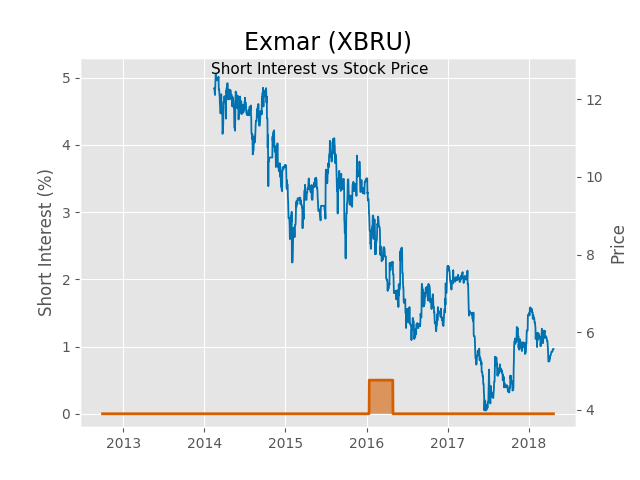 Exmar (XBRU)
Short Interest vs Stock Price
Short Interest (%)
5
4
3
2
1
0
12
10
8
6
4
Price
2013 2014 2015 2016 2017 2018